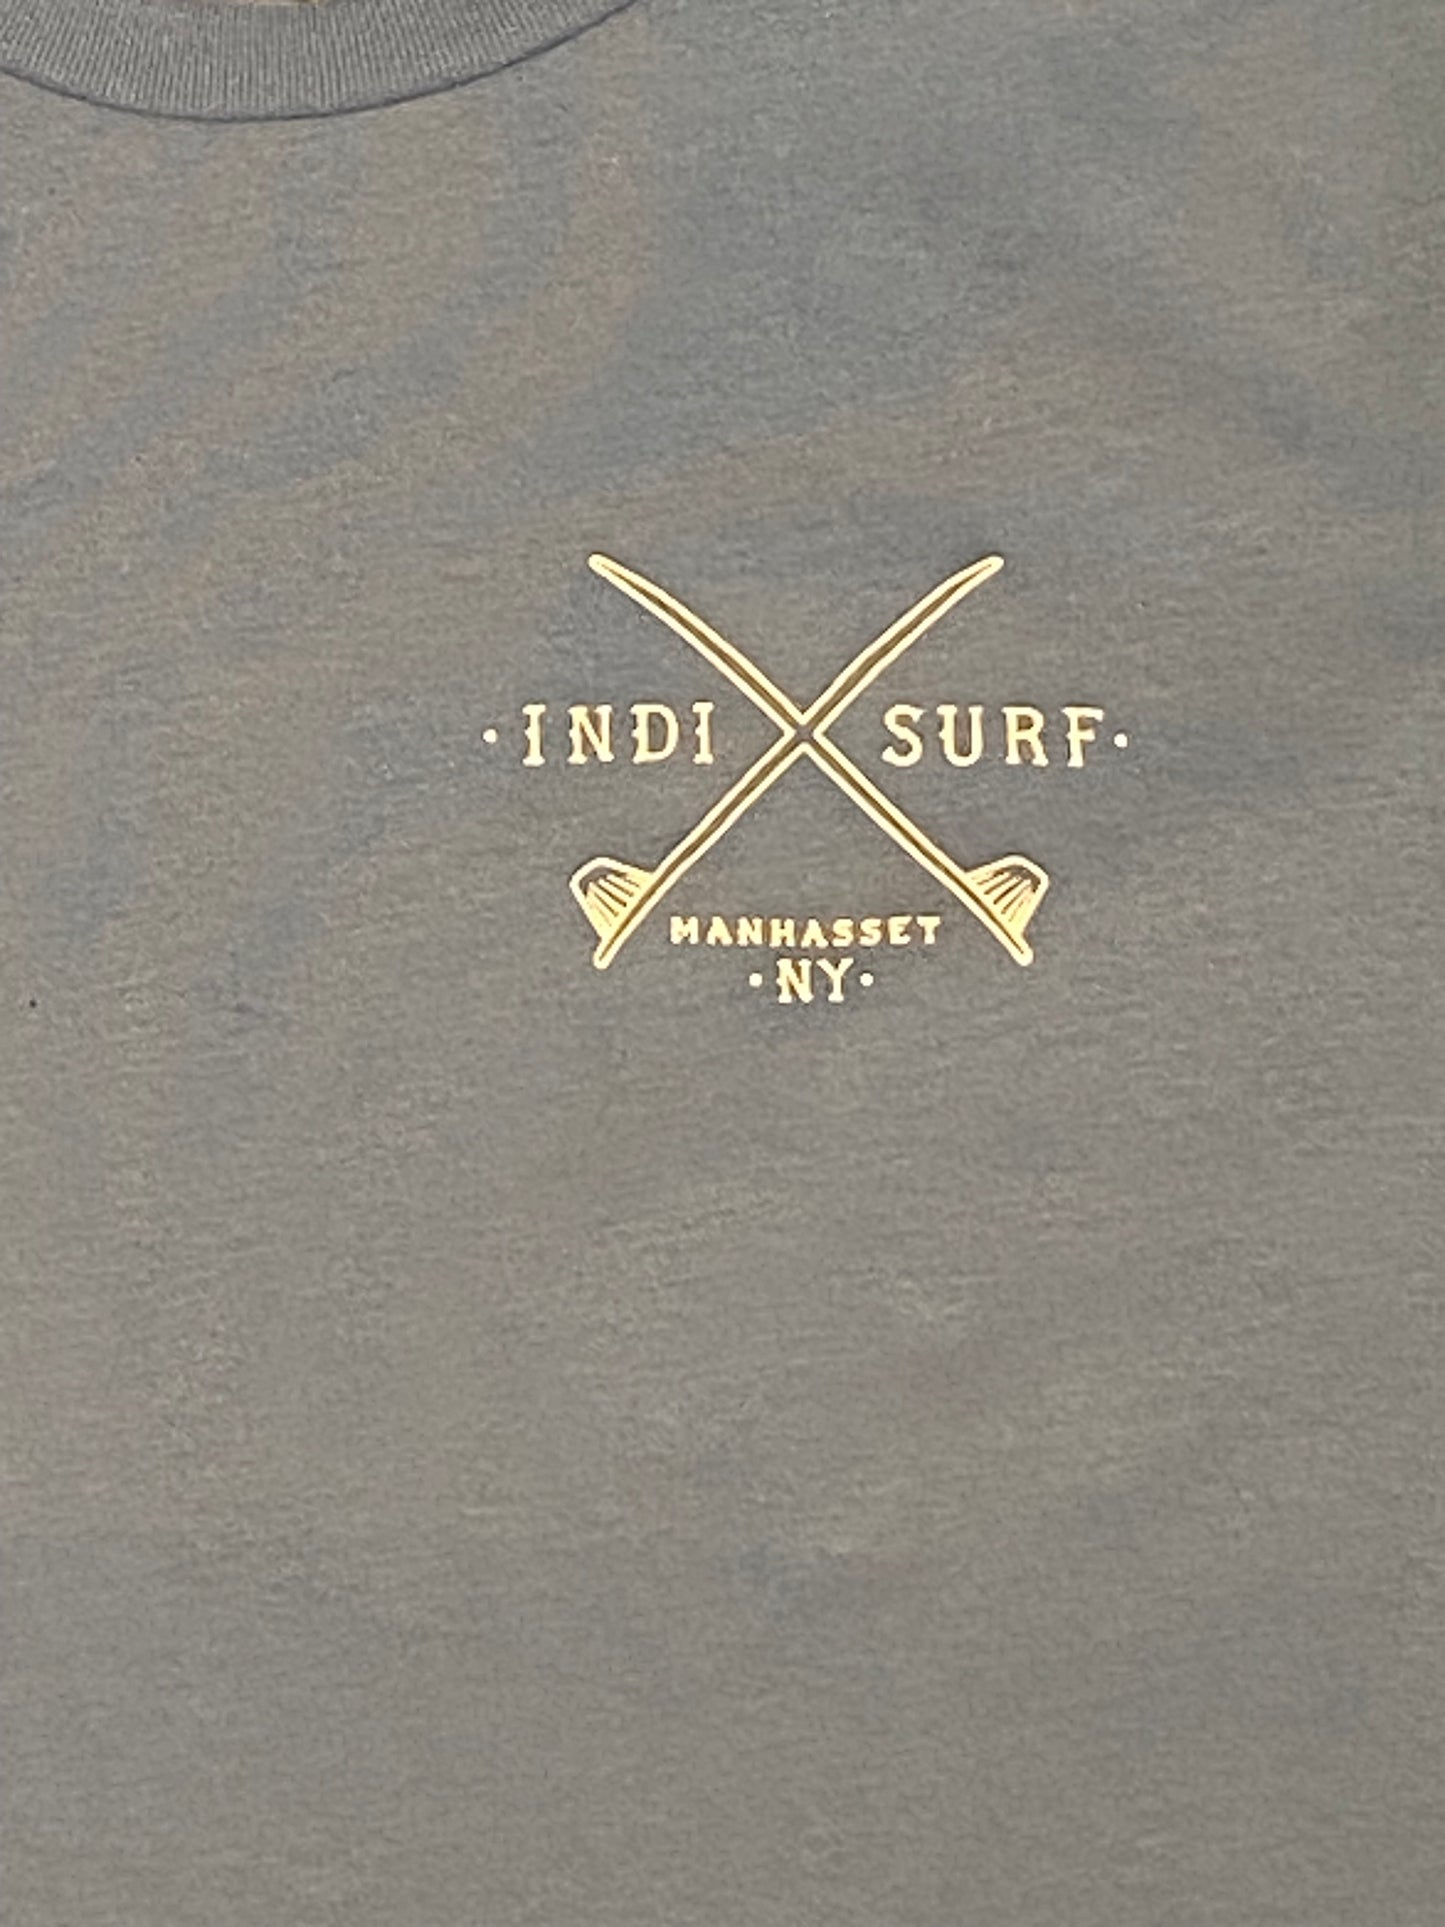 · INDI SURF ·
MANHASSET
· NY ·